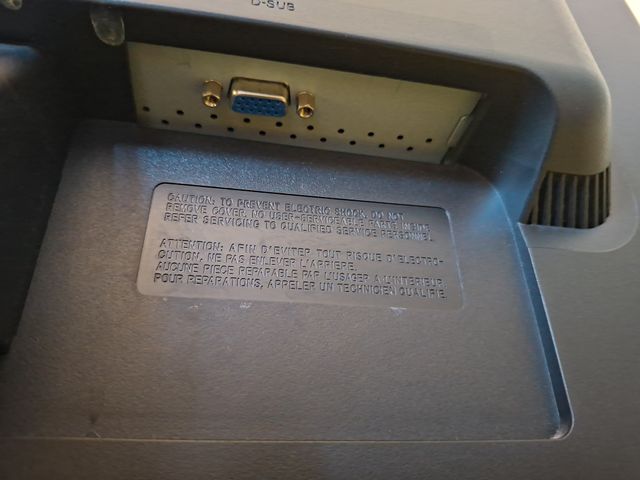 D-SUB
CAUTION: TO PREVENT ELECTRIC SHOCK, DO NOT
REMOVE COVER. NO USER-SERVICEABLE PARTS INSIDE.
REFER SERVICING TO QUALIFIED SERVICE PERSONNEL.
ATTENTION: AFIN D'EVITER TOUT RISQUE D'ELECTRO-
CUTION, NE PAS ENLEVER L'ARRIERE.
AUCUNE PIECE REPARABLE PAR L'USAGER A L'INTERIEUR.
POUR REPARATIONS, APPELER UN TECHNICIEN QUALIFIE.